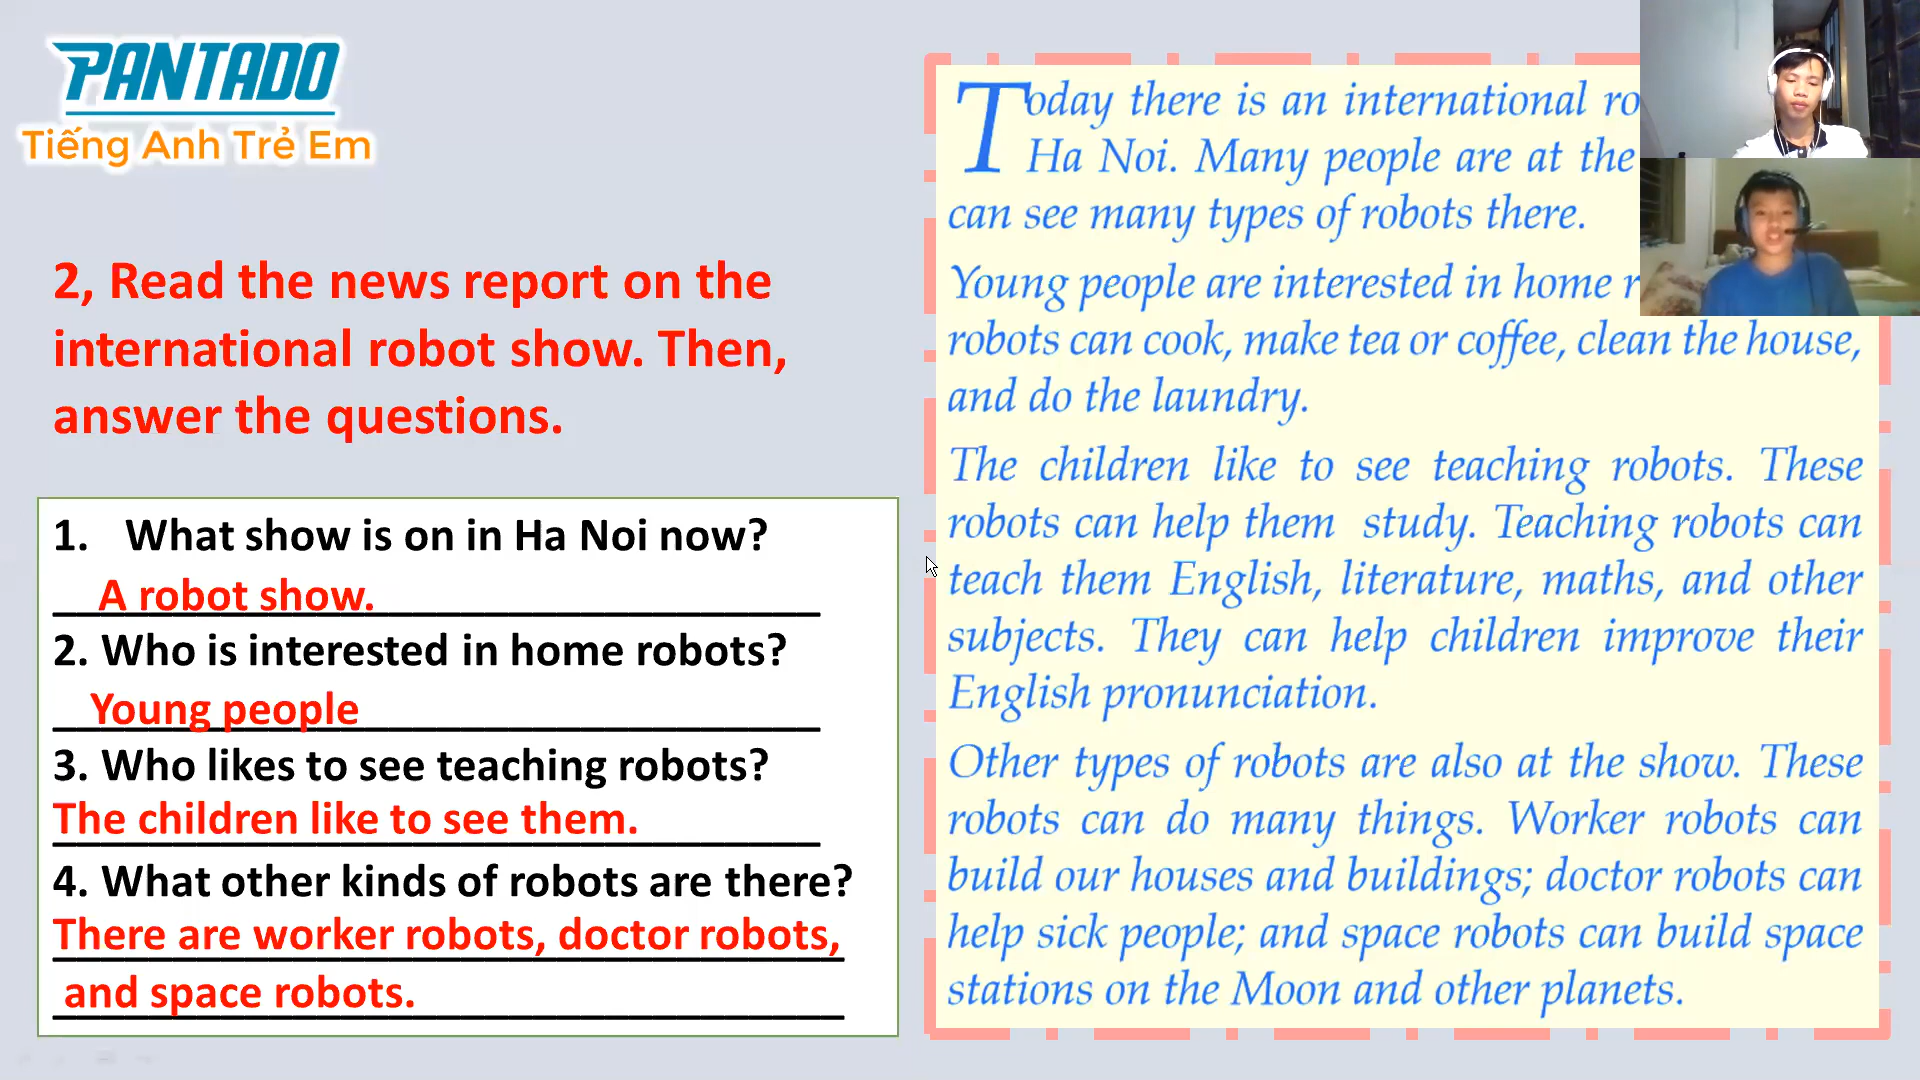 PANTADO
Tiếng Anh Trẻ Em
2, Read the news report on the
international robot show. Then,
answer the questions.
1. What show is on in Ha Noi now?
A robot show.
2. Who is interested in home robots?
Young people
3. Who likes to see teaching robots?
The children like to see them.
4. What other kinds of robots are there?
There are worker robots, doctor robots,
and space robots.
Today there is an international ro
Ha Noi. Many people are at the
can see many types of robots there.
Young people are interested in home r
robots can cook, make tea or coffee, clean the house,
and do the laundry.
The children like to see teaching robots. These
robots can help them study. Teaching robots can
teach them English, literature, maths, and other
subjects. They can help children improve their
English pronunciation.
Other types of robots are also at the show. These
robots can do many things. Worker robots can
build our houses and buildings; doctor robots can
help sick people; and space robots can build space
stations on the Moon and other planets.